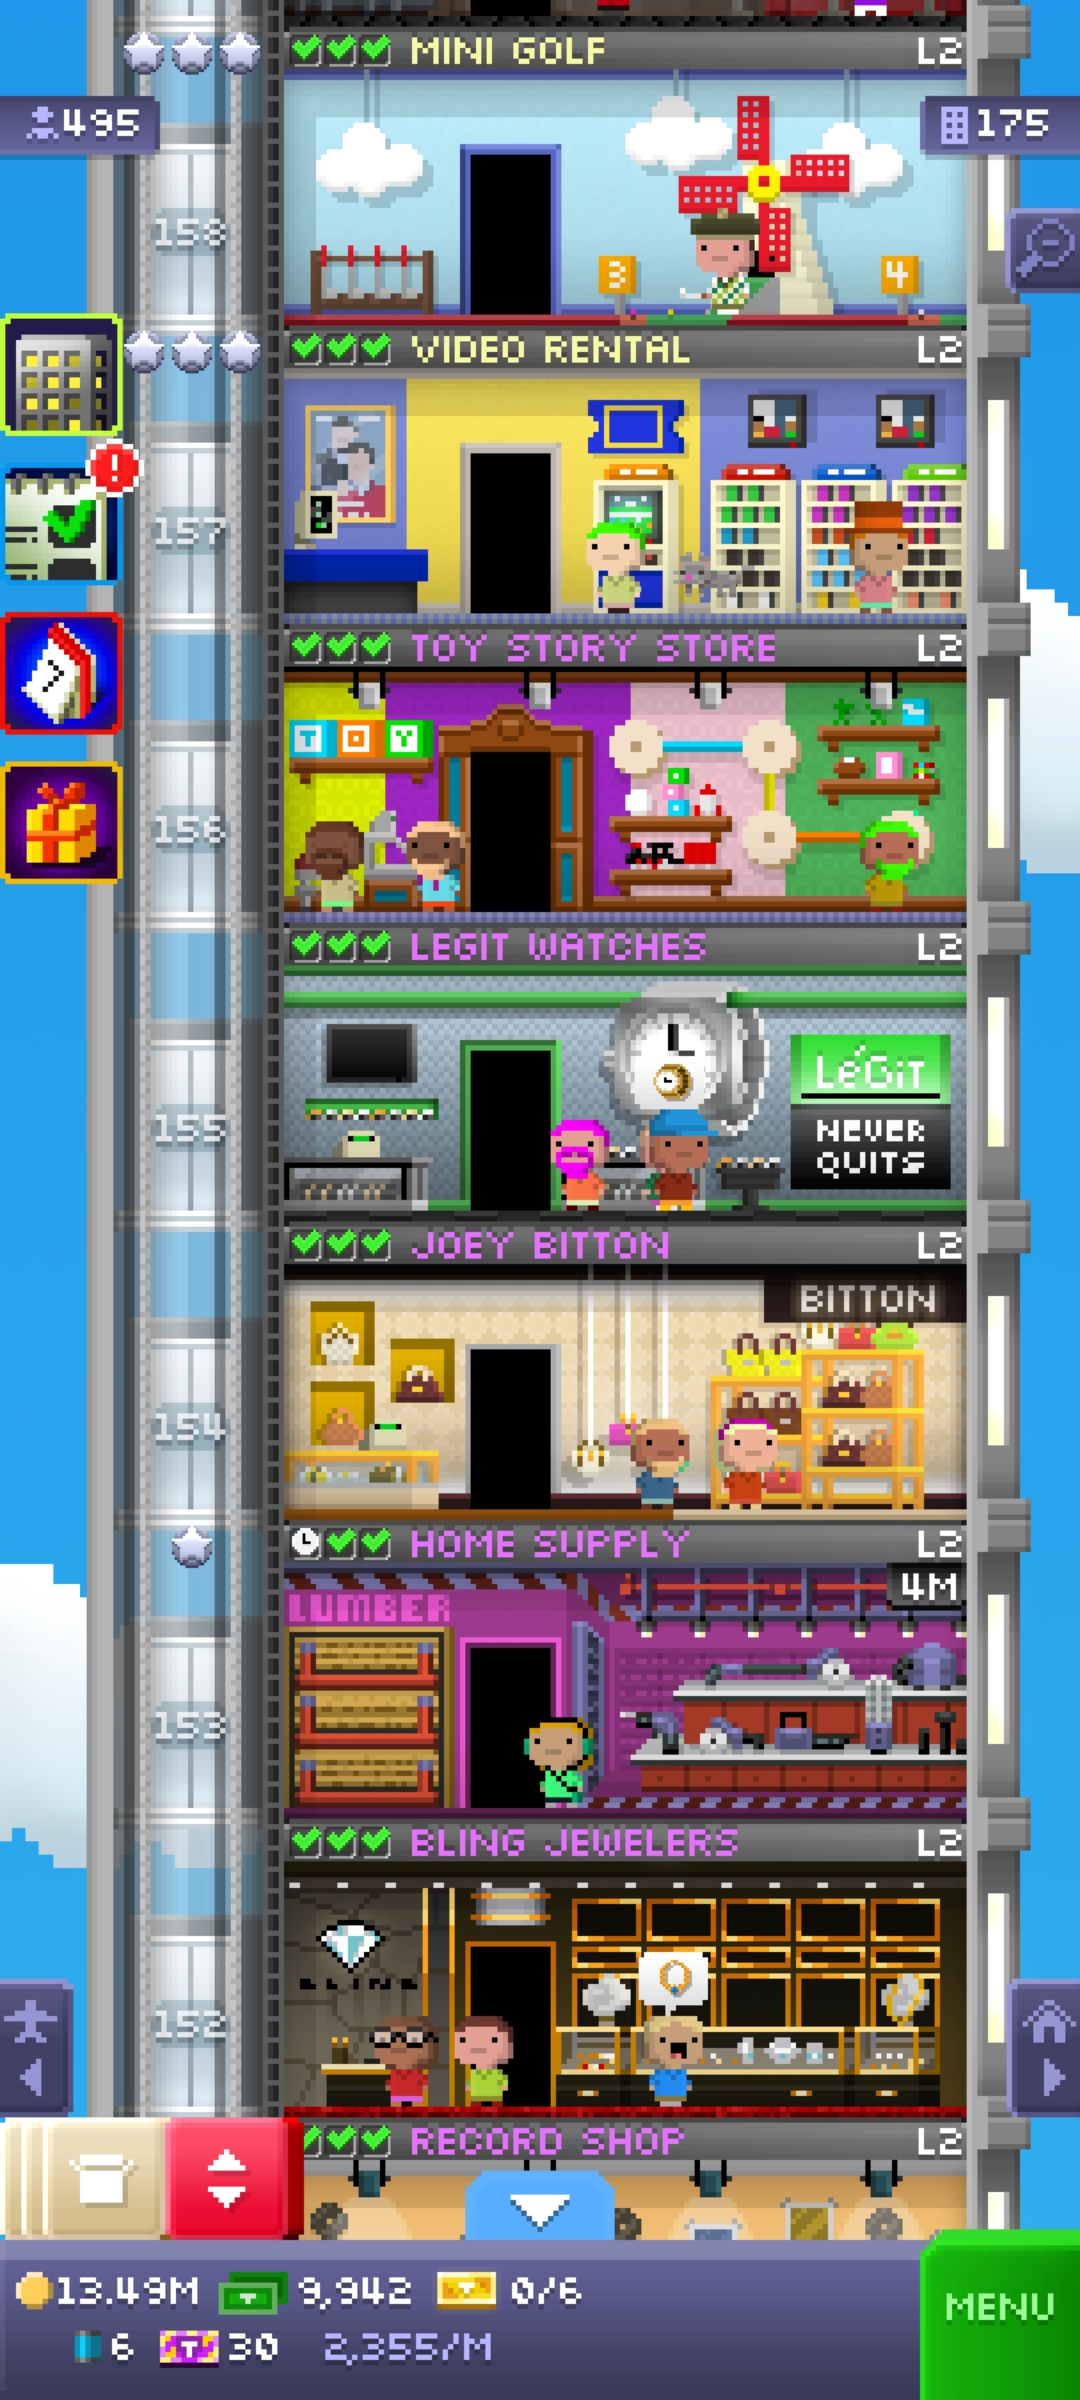 MINI GOLF L2
495
175
158
3
4
VIDEO RENTAL L2
157
TOY STORY STORE L2
T O Y
156
LEGIT WATCHES L2
LéGiT
NEVER
QUITS
155
JOEY BITTON L2
BITTON
154
HOME SUPPLY L2
4M
LUMBER
153
BLING JEWELERS L2
BLING
152
RECORD SHOP L2
13.49M 9,942 0/6
MENU
6 T 30 2,355/M